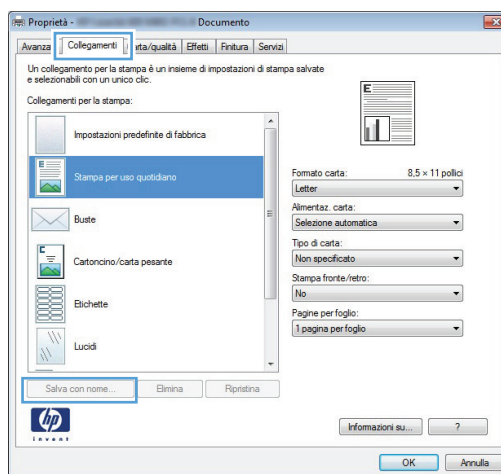 Proprietà - Documento
Avanza Collegamenti rta/qualità Effetti Finitura Servizi
Un collegamento per la stampa è un insieme di impostazioni di stampa salvate
e selezionabili con un unico clic.
Collegamenti per la stampa:
Impostazioni predefinite di fabbrica
Stampa per uso quotidiano
Buste
Cartoncino/carta pesante
Etichette
Lucidi
Salva con nome...
Elimina
Ripristina
E
E
E
Formato carta: 8,5 × 11 pollici
Letter
Alimentaz. carta:
Selezione automatica
Tipo di carta:
Non specificato
Stampa fronte/retro:
No
Pagine per foglio:
1 pagina per foglio
hp
invent
Informazioni su... ?
OK Annulla